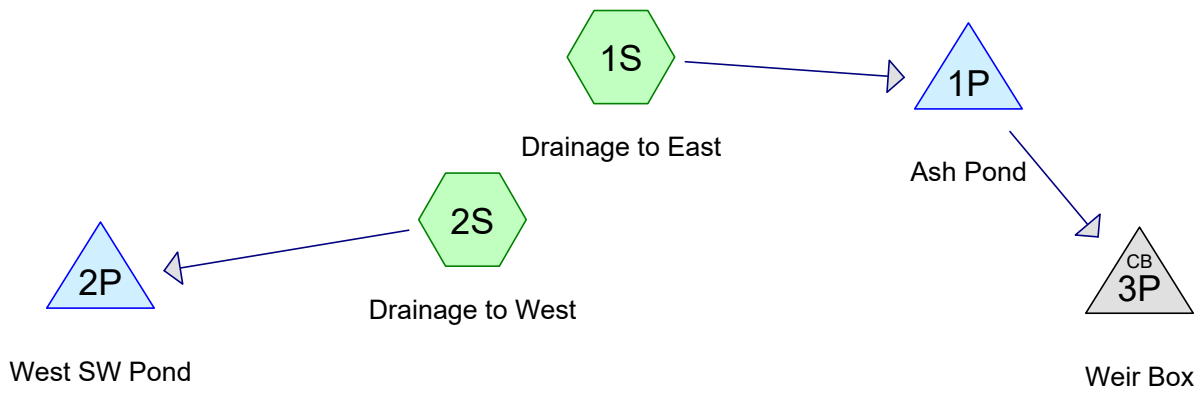 1S
Drainage to East
1P
Ash Pond
2S
Drainage to West
2P
West SW Pond
CB
3P
Weir Box